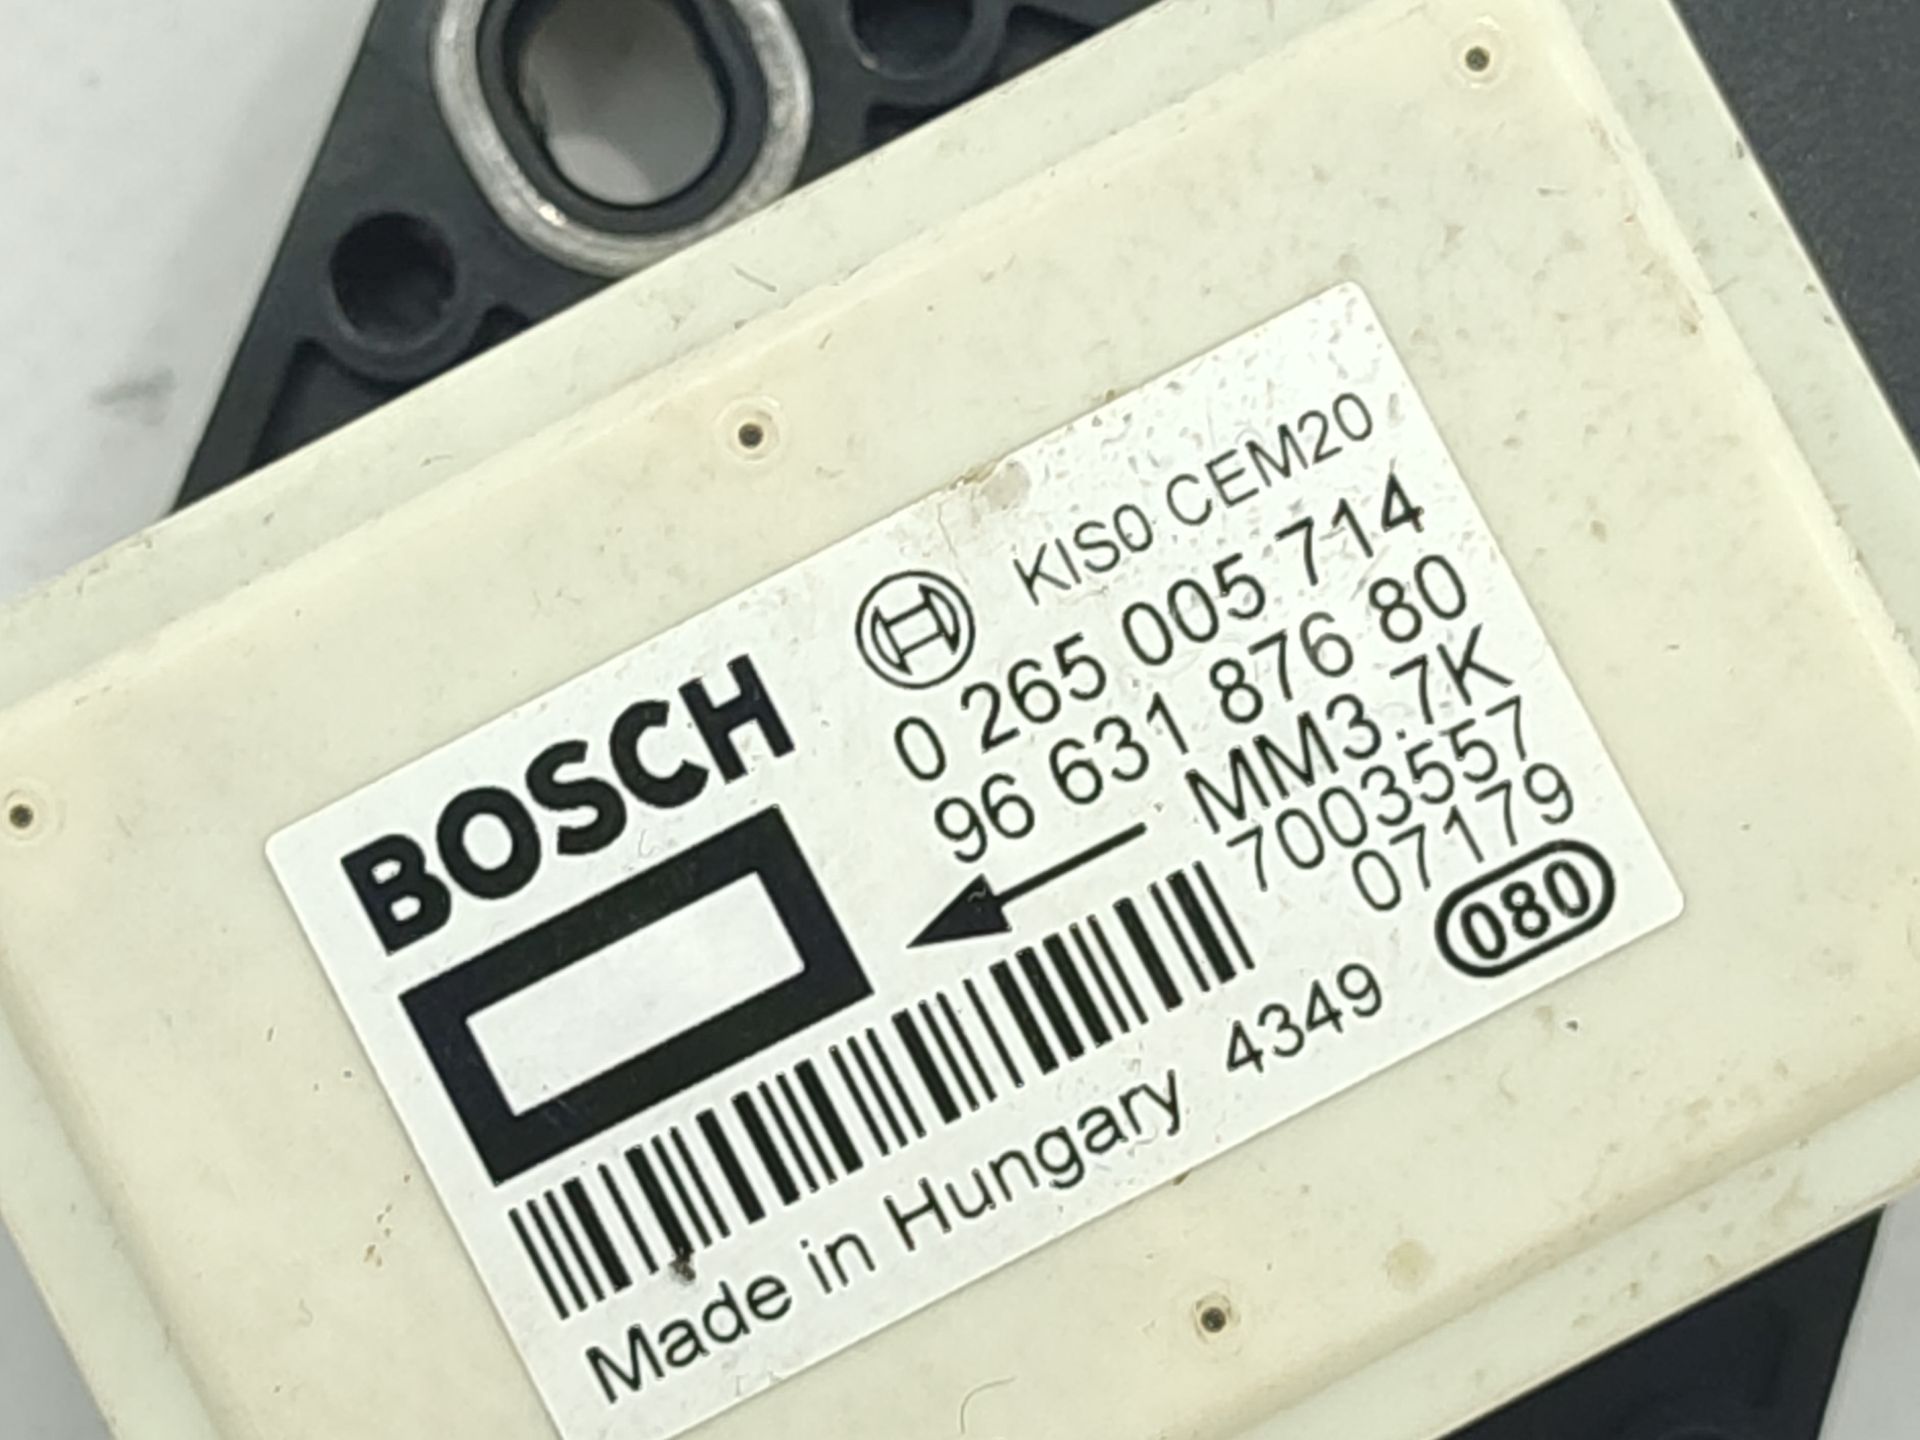 BOSCH
KIS0 CEM20
0 265 005 714
96 631 876 80
MM3.7K
7003557
07179
080
4349
Made in Hungary